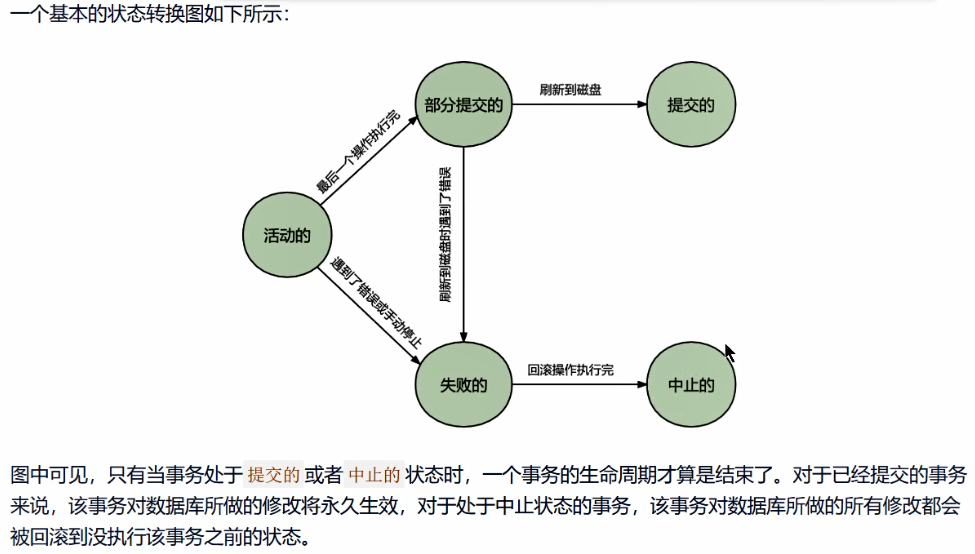 一个基本的状态转换图如下所示：
部分提交的
刷新到磁盘
提交的
最后一个操作执行完
活动的
刷新到磁盘时遇到了错误
遇到了错误或手动停止
失败的
回滚操作执行完
中止的
图中可见，只有当事务处于 提交的 或者 中止的 状态时，一个事务的生命周期才算是结束了。对于已经提交的事务
来说，该事务对数据库所做的修改将永久生效，对于处于中止状态的事务，该事务对数据库所做的所有修改都会
被回滚到没执行该事务之前的状态。